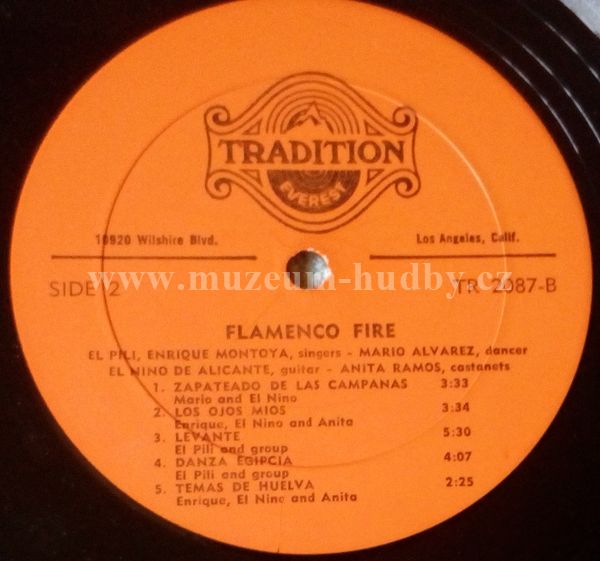 TRADITION
EVEREST
10920 Wilshire Blvd. Los Angeles, Calif.
www.muzeum-hudby.cz
SIDE 2 TR 2087-B
FLAMENCO FIRE
EL PILI, ENRIQUE MONTOYA, singers - MARIO ALVAREZ, dancer
EL NINO DE ALICANTE, guitar - ANITA RAMOS, castanets
1. ZAPATEADO DE LAS CAMPANAS 3:33
Mario and El Nino
2. LOS OJOS MIOS 3:34
Enrique, El Nino and Anita
3. LEVANTE 5:30
El Pili and group
4. DANZA EGIPCIA 4:07
El Pili and group
5. TEMAS DE HUELVA 2:25
Enrique, El Nino and Anita